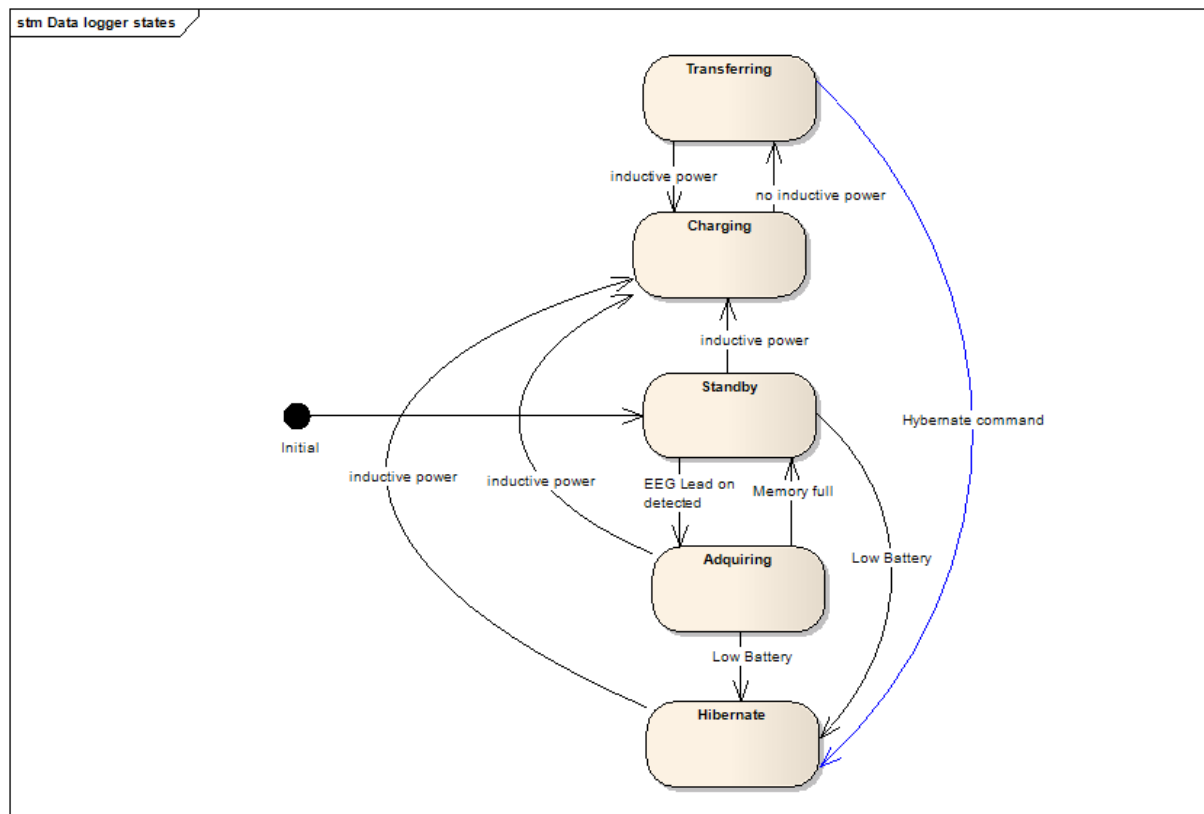 stm Data logger states
Transferring
inductive power
no inductive power
Charging
inductive power
Standby
Initial
Hybernate command
inductive power
inductive power
EEG Lead on
detected
Memory full
Low Battery
Adquiring
Low Battery
Hibernate